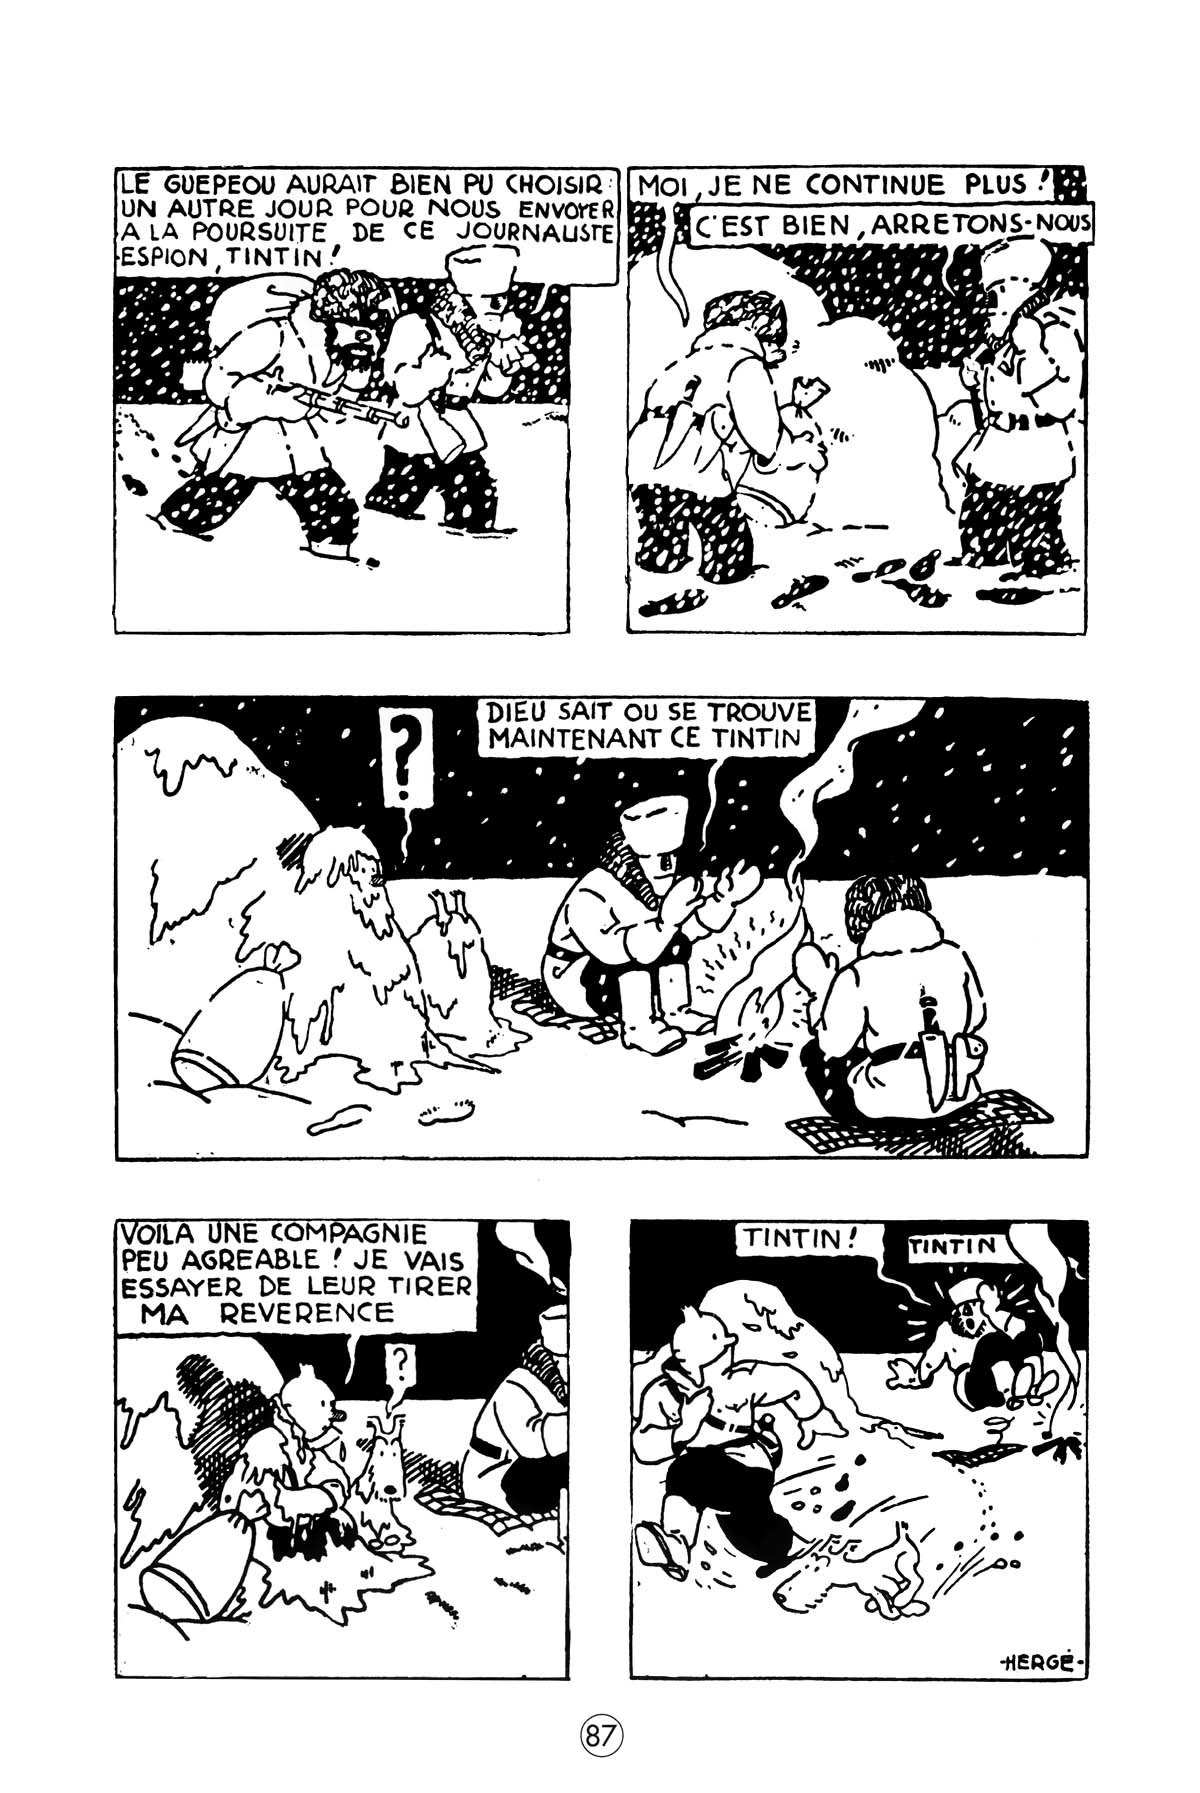 LE GUEPEOU AURAIT BIEN PU CHOISIR
UN AUTRE JOUR POUR NOUS ENVOYER
A LA POURSUITE DE CE JOURNALISTE
ESPION, TINTIN!
MOI, JE NE CONTINUE PLUS!
C'EST BIEN, ARRETONS-NOUS
?
DIEU SAIT OU SE TROUVE
MAINTENANT CE TINTIN
VOILA UNE COMPAGNIE
PEU AGREABLE! JE VAIS
ESSAYER DE LEUR TIRER
MA REVERENCE
?
TINTIN!
TINTIN
-HERGÉ-
87